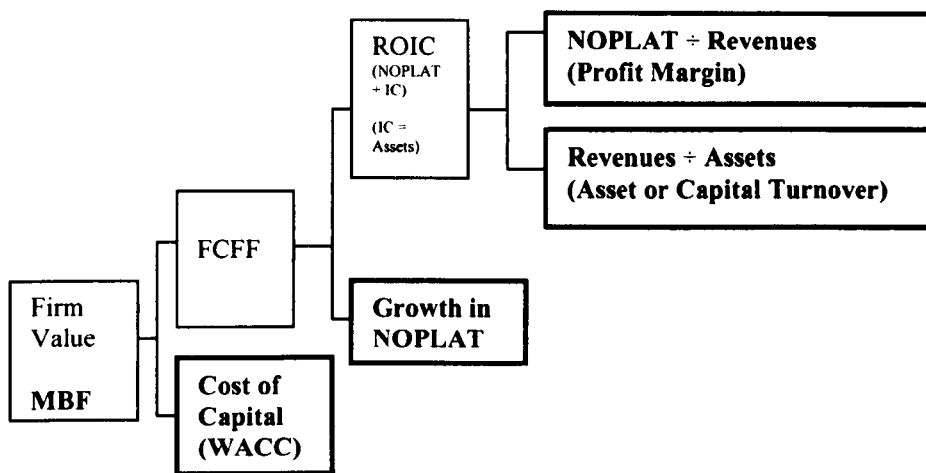 ROIC
(NOPLAT
+ IC)
(IC =
Assets)
NOPLAT ÷ Revenues
(Profit Margin)
Revenues ÷ Assets
(Asset or Capital Turnover)
FCFF
Growth in
NOPLAT
Firm
Value
MBF
Cost of
Capital
(WACC)